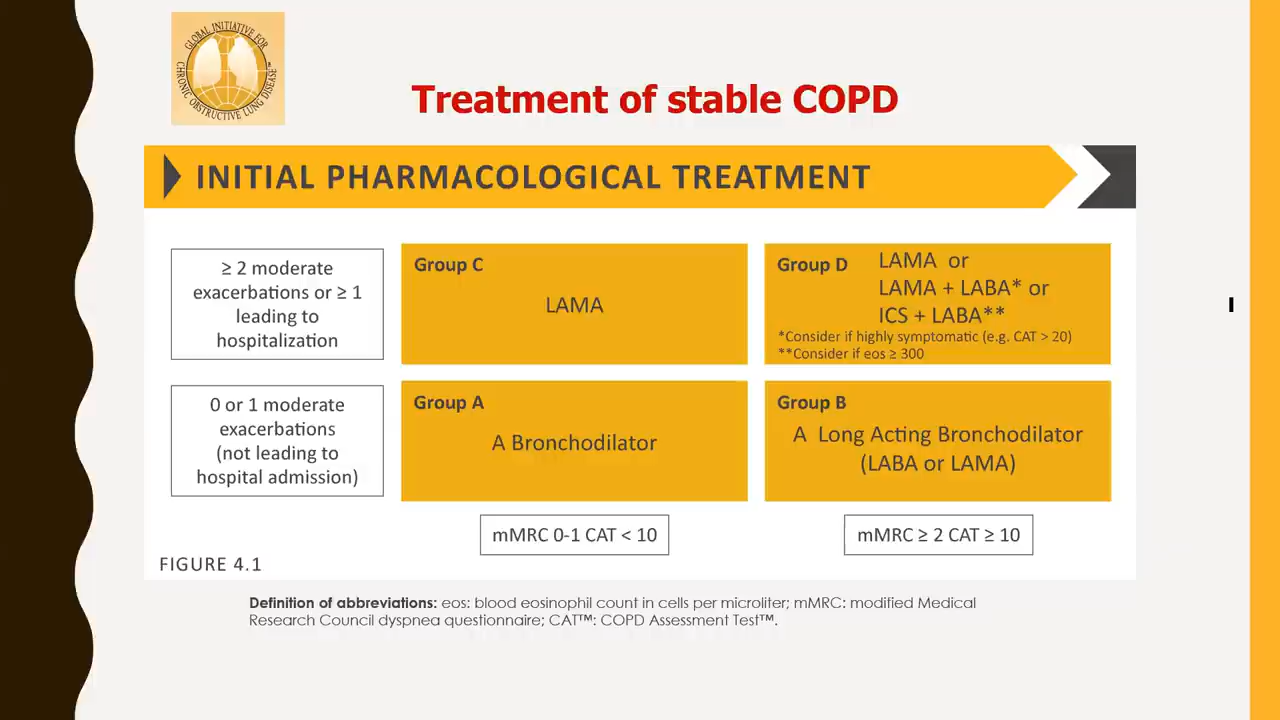 GLOBAL INITIATIVE FOR
CHRONIC OBSTRUCTIVE LUNG DISEASE
Treatment of stable COPD
INITIAL PHARMACOLOGICAL TREATMENT
≥ 2 moderate
exacerbations or ≥ 1
leading to
hospitalization
Group C
LAMA
Group D
LAMA or
LAMA + LABA* or
ICS + LABA**
*Consider if highly symptomatic (e.g. CAT > 20)
**Consider if eos ≥ 300
0 or 1 moderate
exacerbations
(not leading to
hospital admission)
Group A
A Bronchodilator
Group B
A Long Acting Bronchodilator
(LABA or LAMA)
mMRC 0-1 CAT < 10
mMRC ≥ 2 CAT ≥ 10
FIGURE 4.1
Definition of abbreviations: eos: blood eosinophil count in cells per microliter; mMRC: modified Medical
Research Council dyspnea questionnaire; CAT™: COPD Assessment Test™.